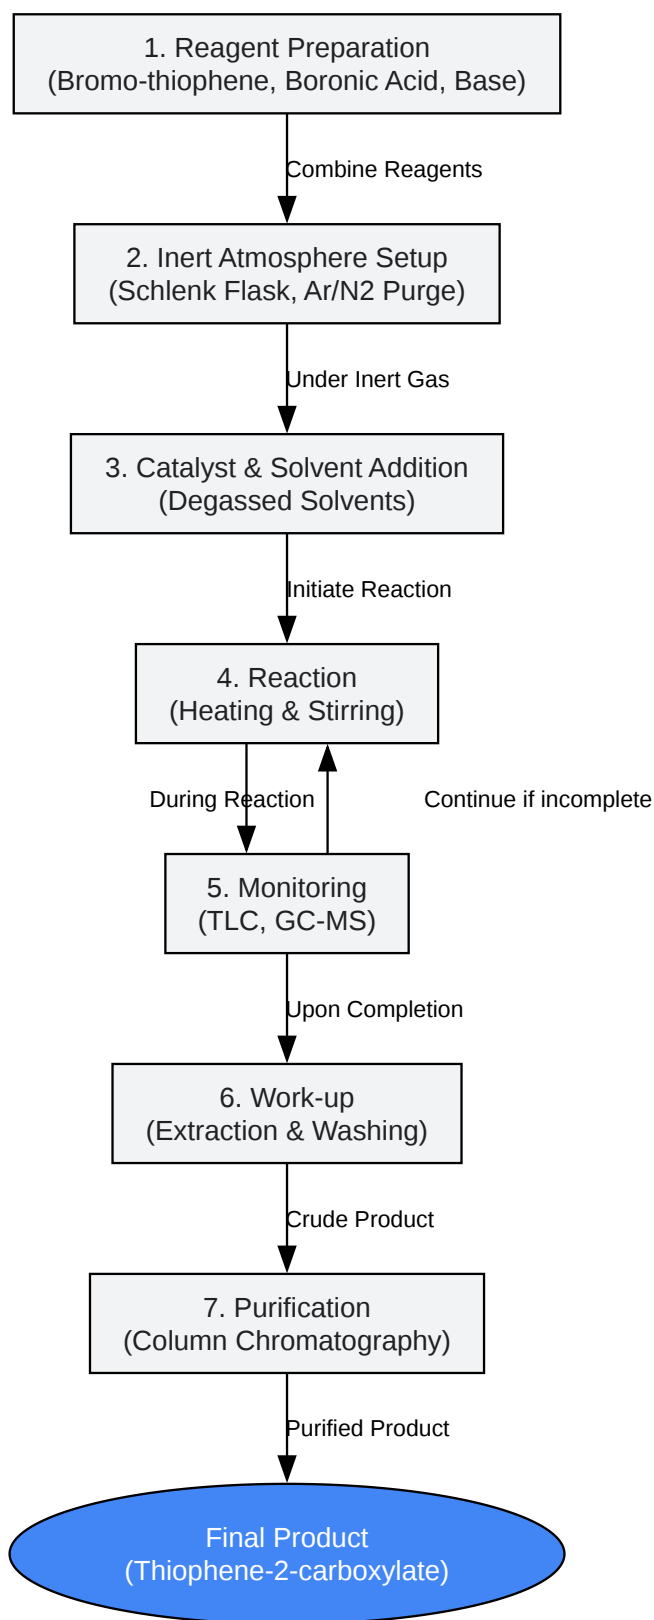 1. Reagent Preparation
(Bromo-thiophene, Boronic Acid, Base)
Combine Reagents
2. Inert Atmosphere Setup
(Schlenk Flask, Ar/N2 Purge)
Under Inert Gas
3. Catalyst & Solvent Addition
(Degassed Solvents)
Initiate Reaction
4. Reaction
(Heating & Stirring)
During Reaction
Continue if incomplete
5. Monitoring
(TLC, GC-MS)
Upon Completion
6. Work-up
(Extraction & Washing)
Crude Product
7. Purification
(Column Chromatography)
Purified Product
Final Product
(Thiophene-2-carboxylate)